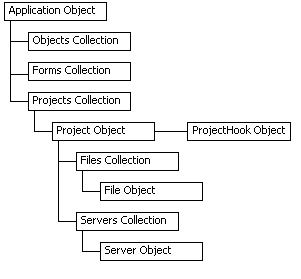 Application Object
Objects Collection
Forms Collection
Projects Collection
Project Object
ProjectHook Object
Files Collection
File Object
Servers Collection
Server Object